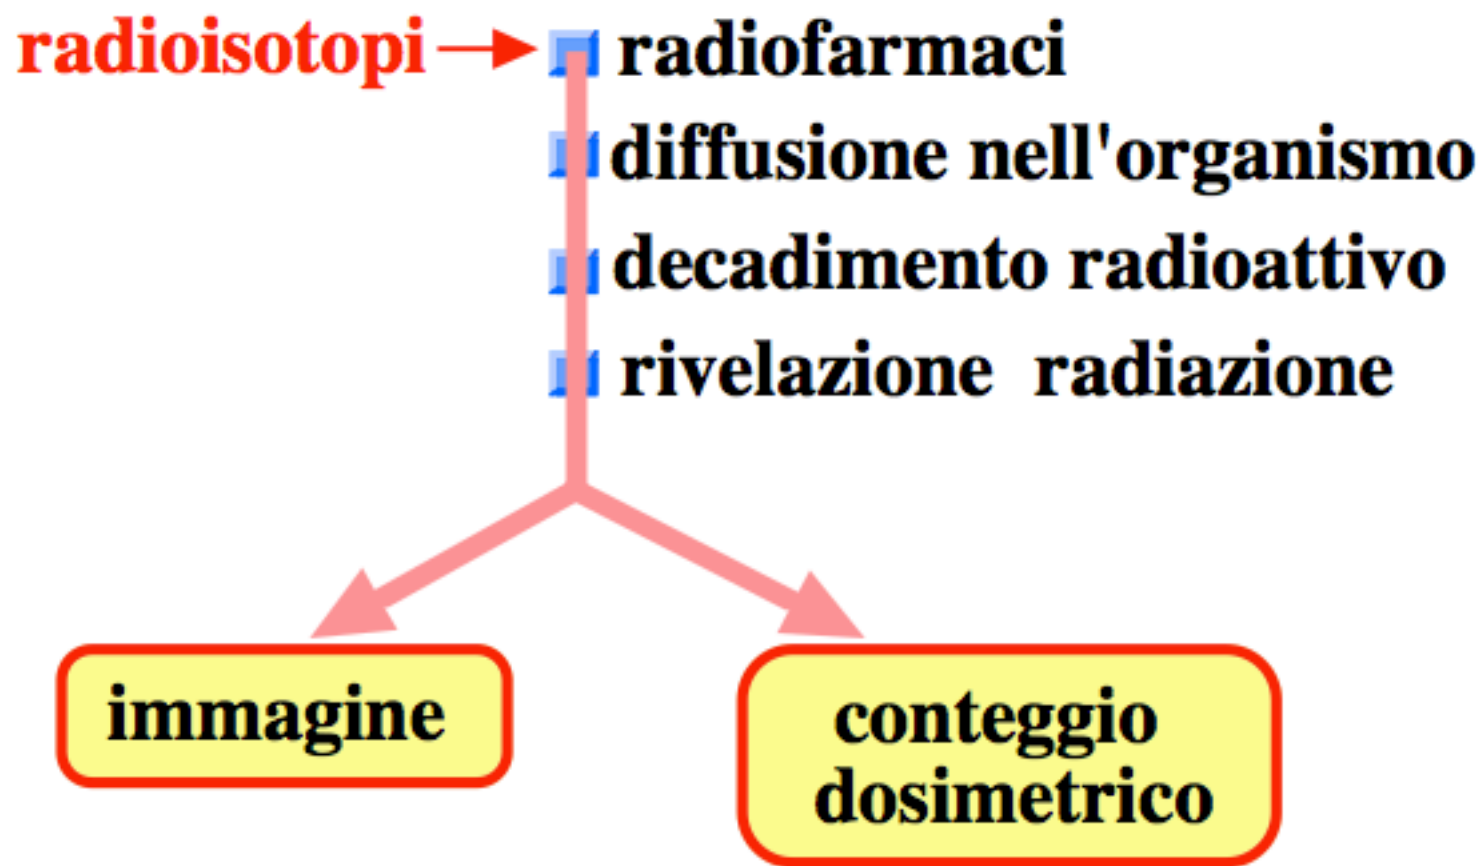 radioisotopi radiofarmaci
diffusione nell'organismo
decadimento radioattivo
rivelazione radiazione
immagine
conteggio
dosimetrico